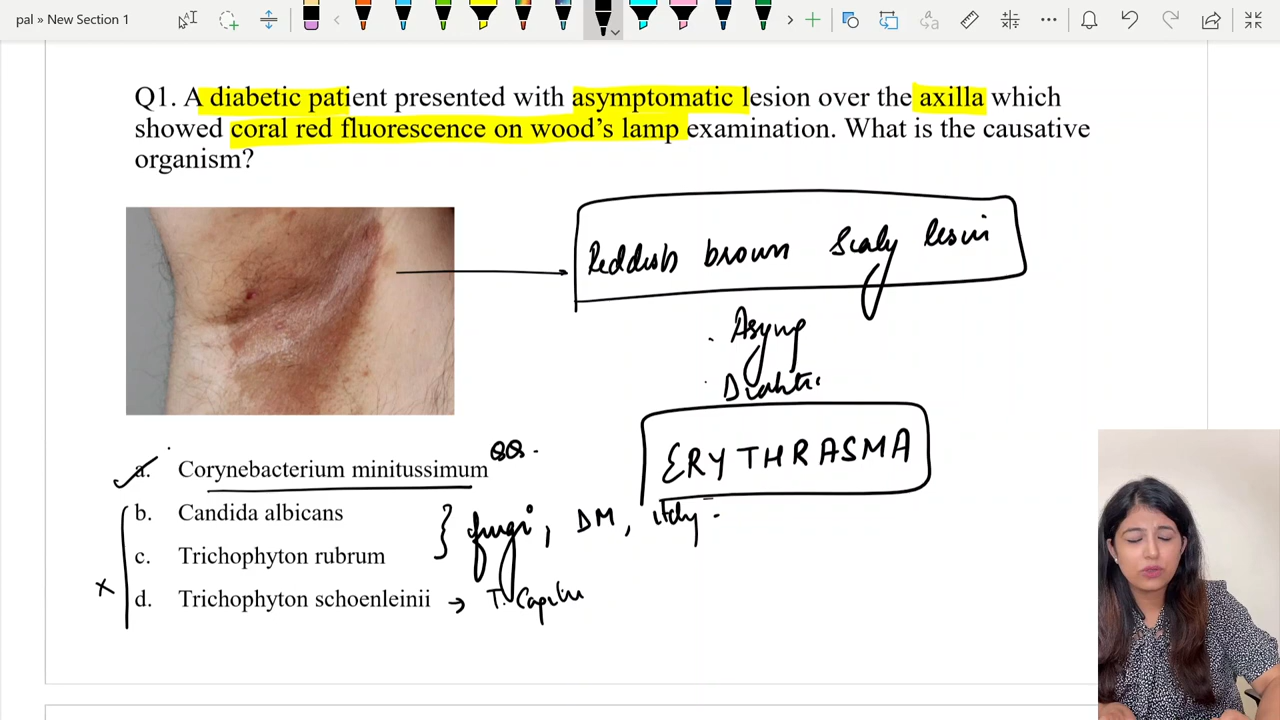 pal » New Section 1
Q1. A diabetic patient presented with asymptomatic lesion over the axilla which
showed coral red fluorescence on wood’s lamp examination. What is the causative
organism?
Reddish brown Scaly lesion
. Asymp
. Diabetic
ERYTHRASMA
a. Corynebacterium minitussimum
b. Candida albicans
c. Trichophyton rubrum
} fungi, DM, itchy.
d. Trichophyton schoenleinii → T. Capitis